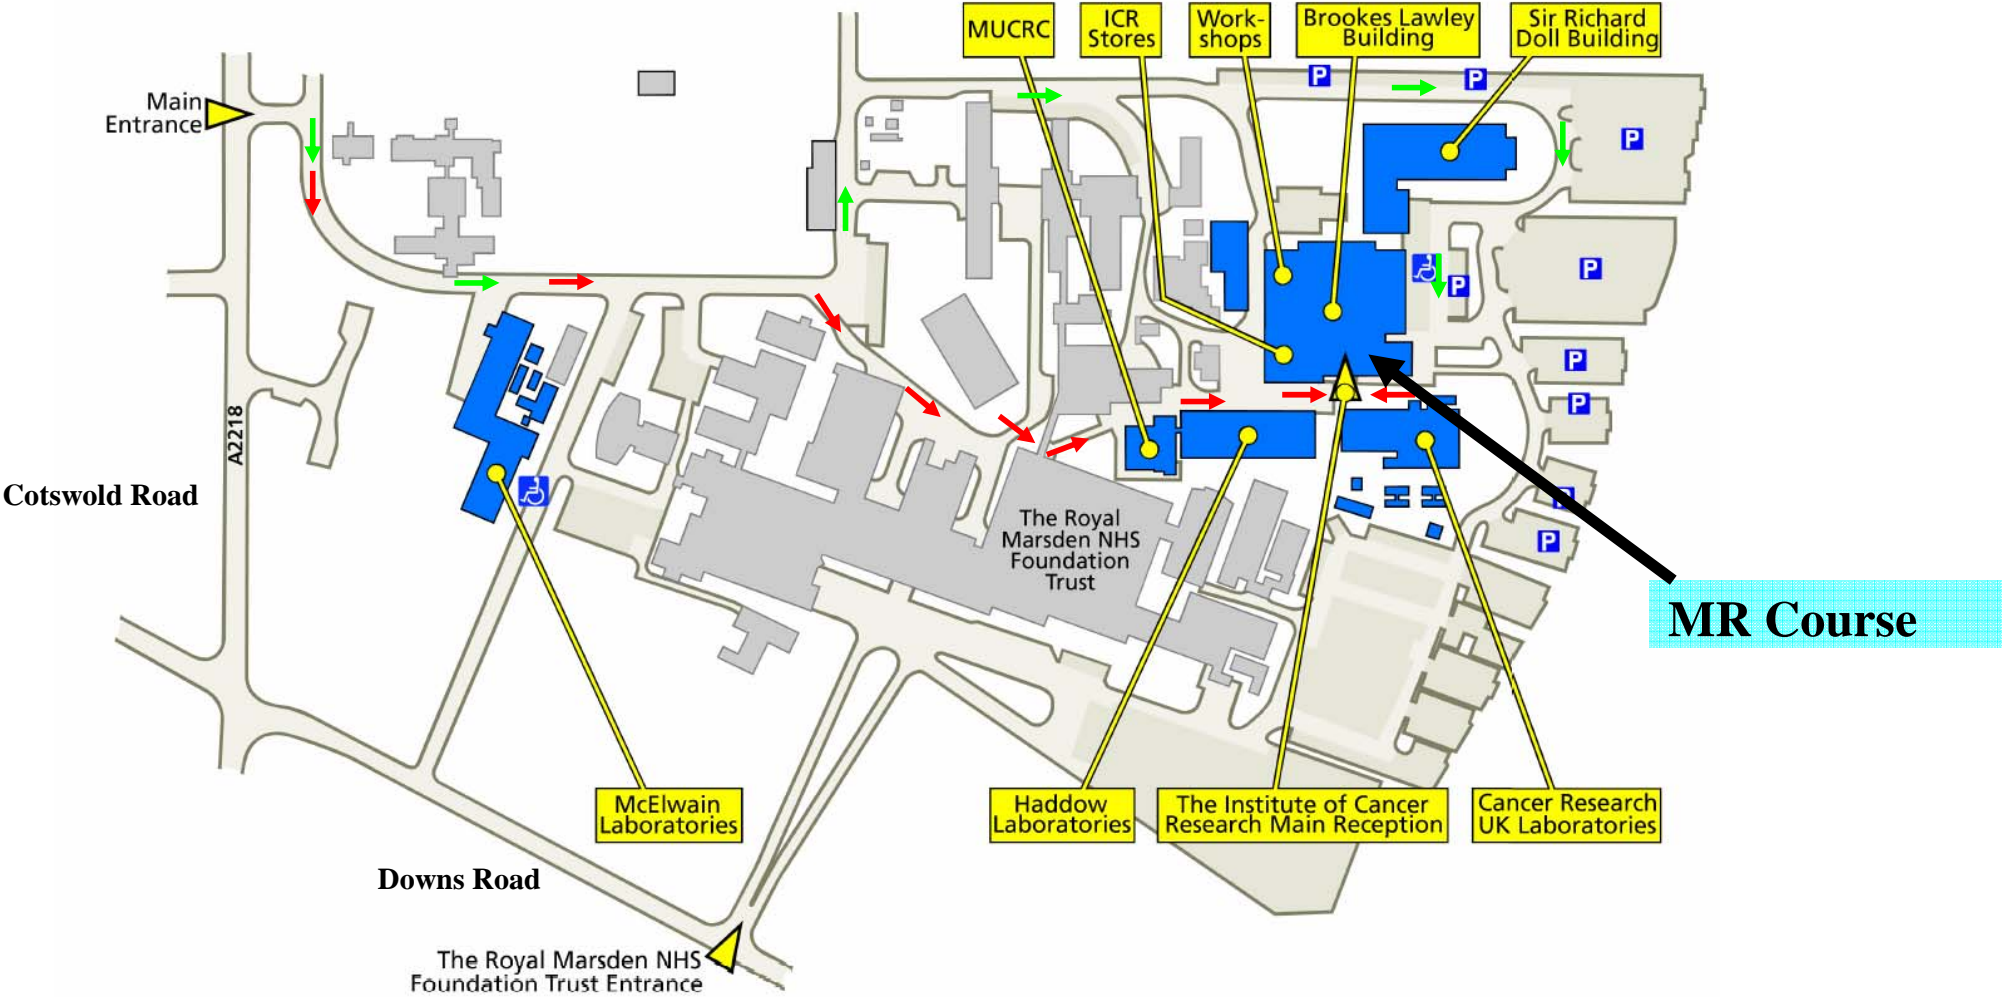 MUCRC
ICR
Stores
Work-
shops
Brookes Lawley
Building
Sir Richard
Doll Building
Main
Entrance
P
P
P
P
P
P
P
P
P
A2218
Cotswold Road
The Royal
Marsden NHS
Foundation
Trust
MR Course
McElwain
Laboratories
Haddow
Laboratories
The Institute of Cancer
Research Main Reception
Cancer Research
UK Laboratories
Downs Road
The Royal Marsden NHS
Foundation Trust Entrance